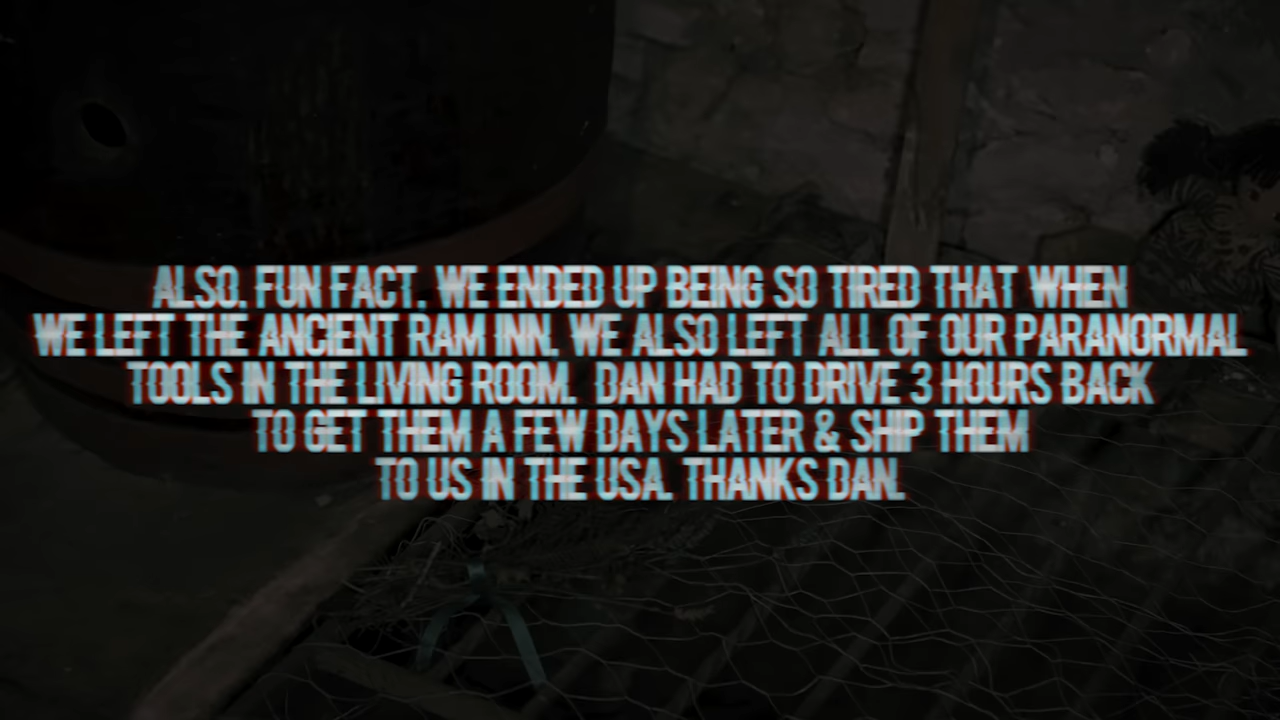 ALSO, FUN FACT, WE ENDED UP BEING SO TIRED THAT WHEN
WE LEFT THE ANCIENT RAM INN, WE ALSO LEFT ALL OF OUR PARANORMAL
TOOLS IN THE LIVING ROOM. DAN HAD TO DRIVE 3 HOURS BACK
TO GET THEM A FEW DAYS LATER & SHIP THEM
TO US IN THE USA. THANKS DAN.